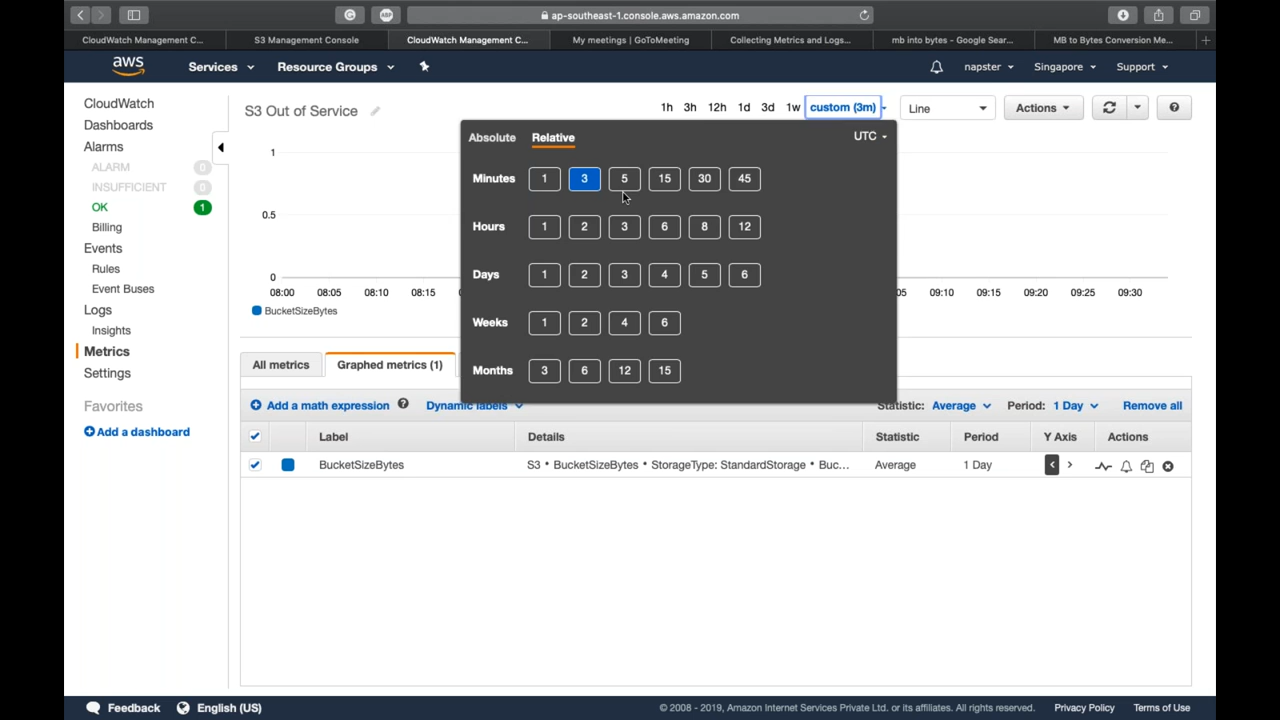 ap-southeast-1.console.aws.amazon.com
CloudWatch Management C...
S3 Management Console
CloudWatch Management C...
My meetings | GoToMeeting
Collecting Metrics and Logs...
mb into bytes - Google Sear...
MB to Bytes Conversion Me...
aws
Services
Resource Groups
napster
Singapore
Support
CloudWatch
Dashboards
Alarms
ALARM 0
INSUFFICIENT 0
OK 1
Billing
Events
Rules
Event Buses
Logs
Insights
Metrics
Settings
Favorites
Add a dashboard
S3 Out of Service
1h 3h 12h 1d 3d 1w custom (3m)
Line
Actions
Absolute Relative UTC
Minutes 1 3 5 15 30 45
Hours 1 2 3 6 8 12
Days 1 2 3 4 5 6
Weeks 1 2 4 6
Months 3 6 12 15
1
0.5
0
08:00 08:05 08:10 08:15 05 09:10 09:15 09:20 09:25 09:30
BucketSizeBytes
All metrics Graphed metrics (1)
Add a math expression Dynamic labels Statistic: Average Period: 1 Day Remove all
Label Details Statistic Period Y Axis Actions
BucketSizeBytes S3 • BucketSizeBytes • StorageType: StandardStorage • Buc... Average 1 Day < >
Feedback English (US) © 2008 - 2019, Amazon Internet Services Private Ltd. or its affiliates. All rights reserved. Privacy Policy Terms of Use